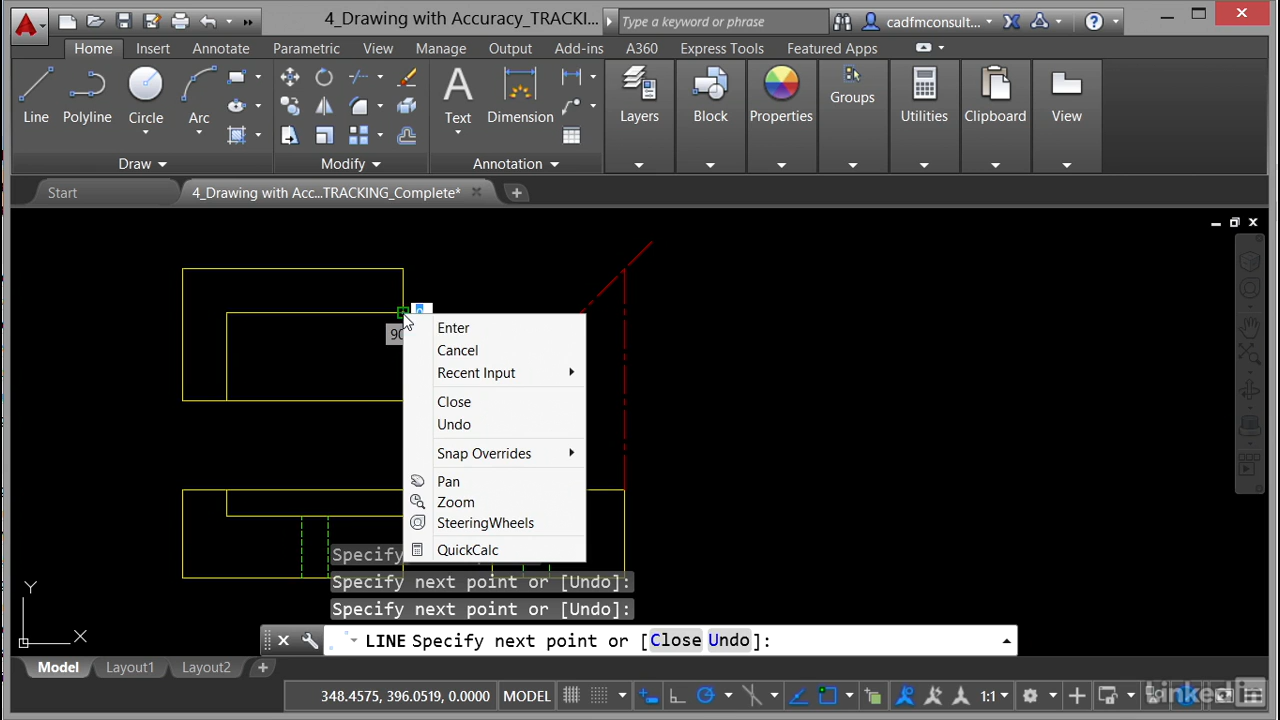 4_Drawing with Accuracy_TRACKI...
Type a keyword or phrase
cadfmconsult...
Home Insert Annotate Parametric View Manage Output Add-ins A360 Express Tools Featured Apps
Line Polyline Circle Arc
Text Dimension
Layers Block Properties Groups Utilities Clipboard View
Draw Modify Annotation
Start
4_Drawing with Acc...TRACKING_Complete*
90
Enter
Cancel
Recent Input
Close
Undo
Snap Overrides
Pan
Zoom
SteeringWheels
QuickCalc
Specify
Specify next point or [Undo]:
Specify next point or [Undo]:
LINE Specify next point or [Close Undo]:
Y
X
Model Layout1 Layout2
348.4575, 396.0519, 0.0000 MODEL 1:1
Linked in